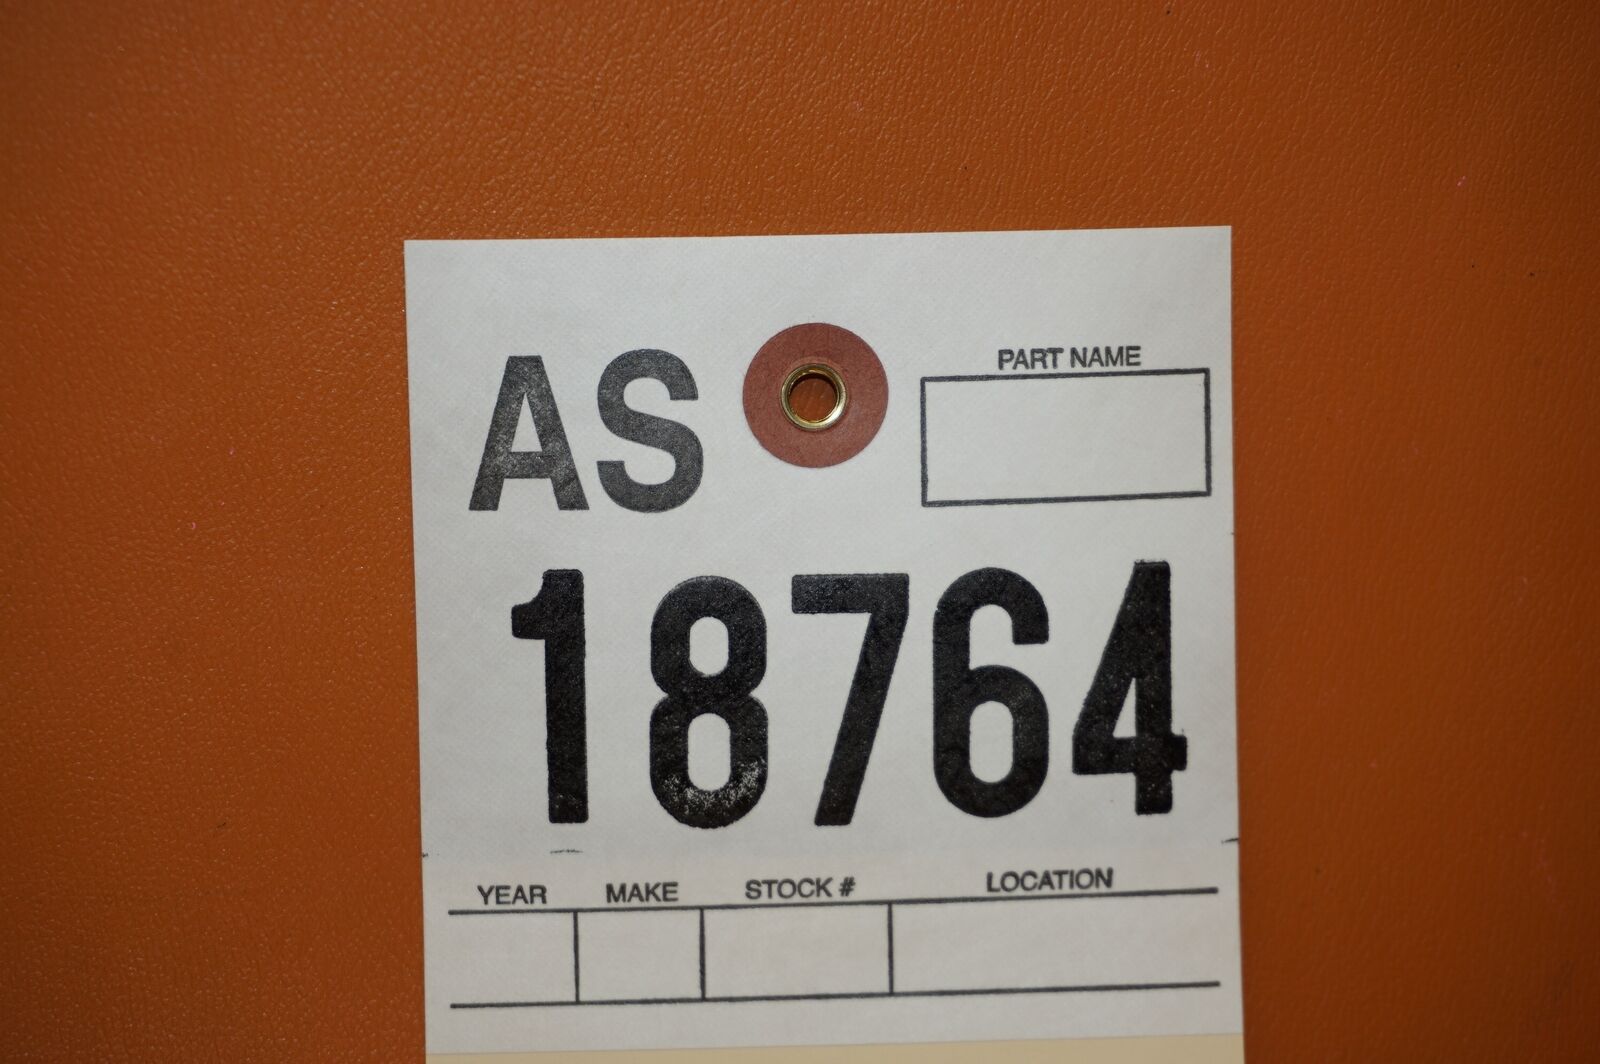 AS
PART NAME
18764
YEAR MAKE STOCK # LOCATION